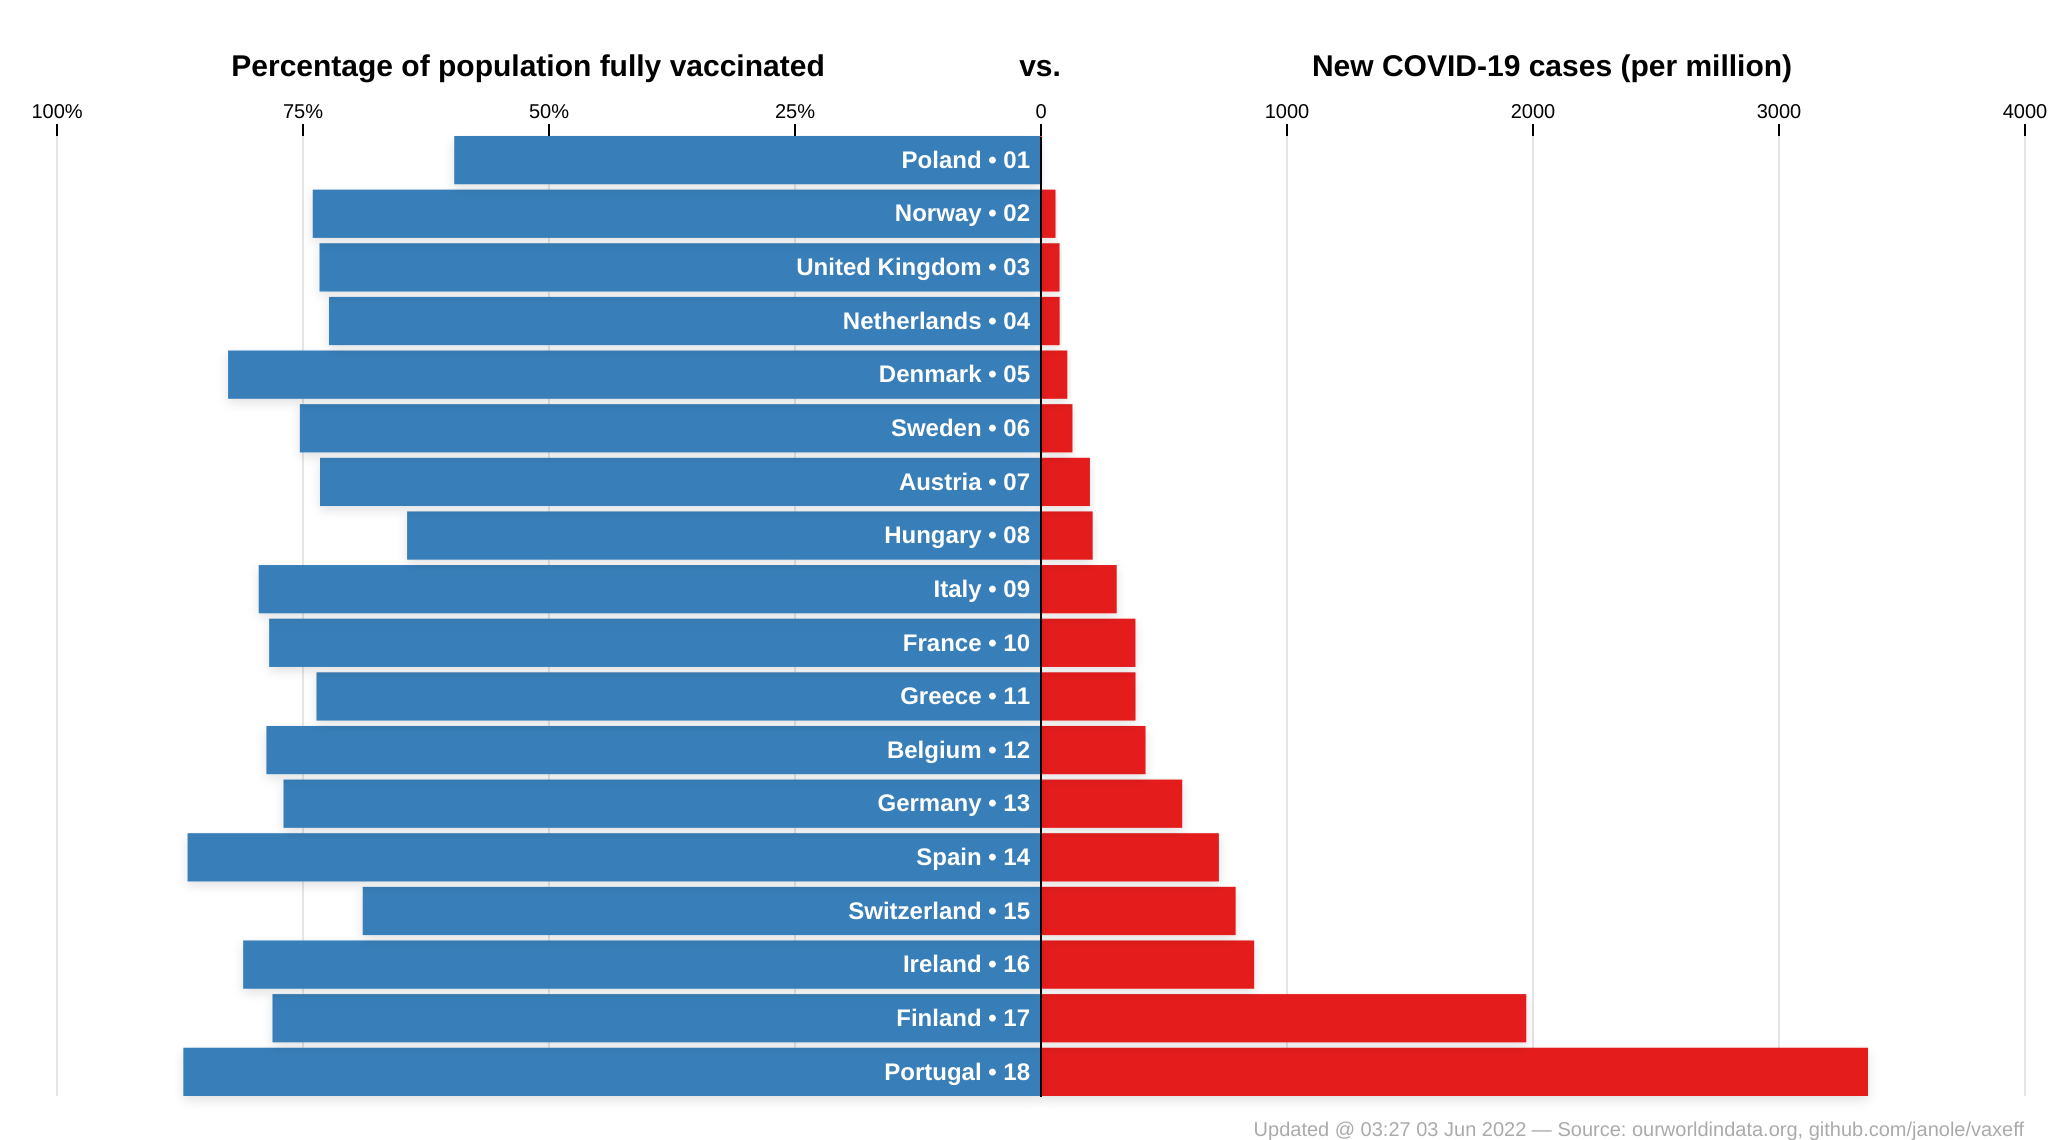 Percentage of population fully vaccinated vs. New COVID-19 cases (per million)
100% 75% 50% 25% 0 1000 2000 3000 4000
Poland • 01
Norway • 02
United Kingdom • 03
Netherlands • 04
Denmark • 05
Sweden • 06
Austria • 07
Hungary • 08
Italy • 09
France • 10
Greece • 11
Belgium • 12
Germany • 13
Spain • 14
Switzerland • 15
Ireland • 16
Finland • 17
Portugal • 18
Updated @ 03:27 03 Jun 2022 — Source: ourworldindata.org, github.com/janole/vaxeff